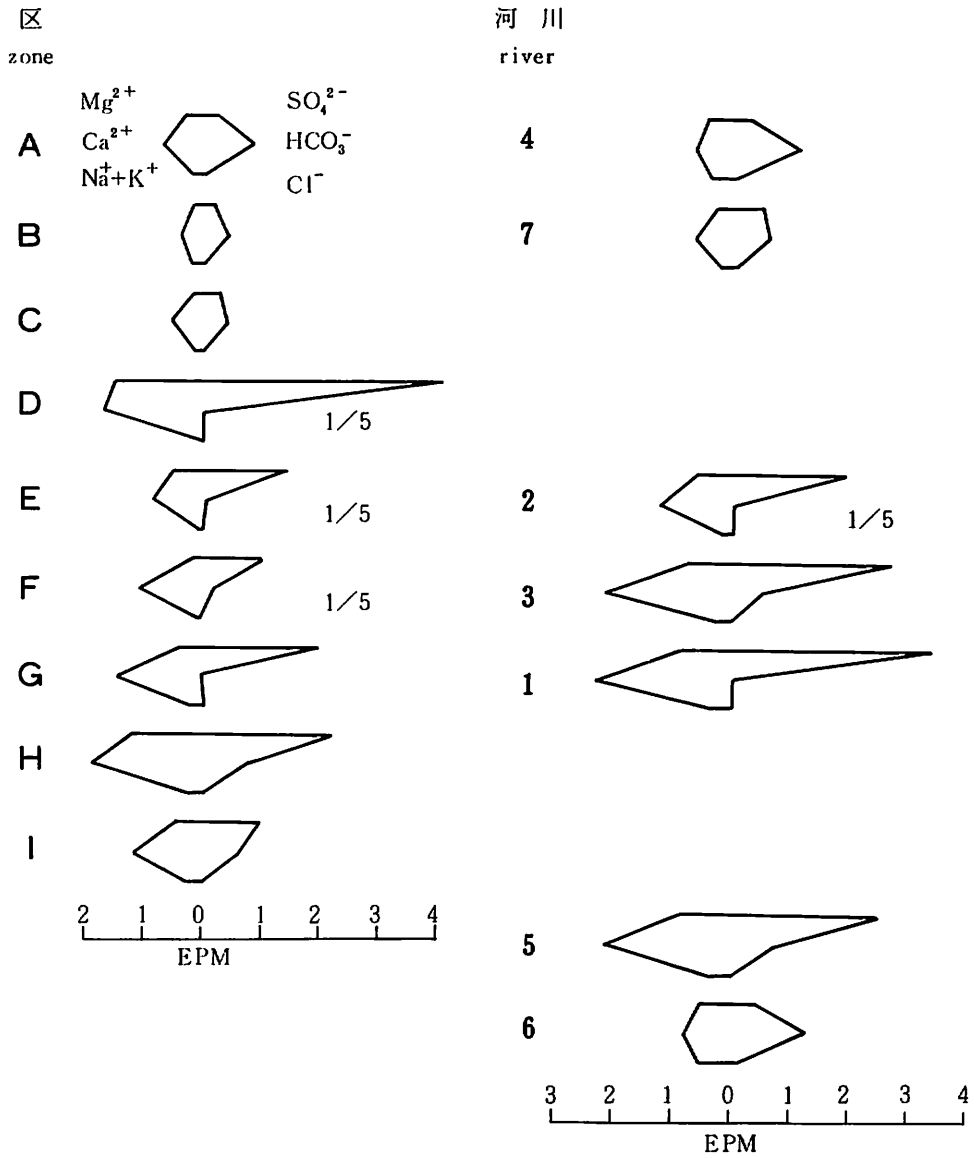 区
zone
Mg²⁺ SO₄²⁻
A Ca²⁺ HCO₃⁻
Na⁺+K⁺ Cl⁻
B
C
D 1/5
E 1/5
F 1/5
G
H
I
2 1 0 1 2 3 4
EPM
河 川
river
4
7
2 1/5
3
1
5
6
3 2 1 0 1 2 3 4
EPM